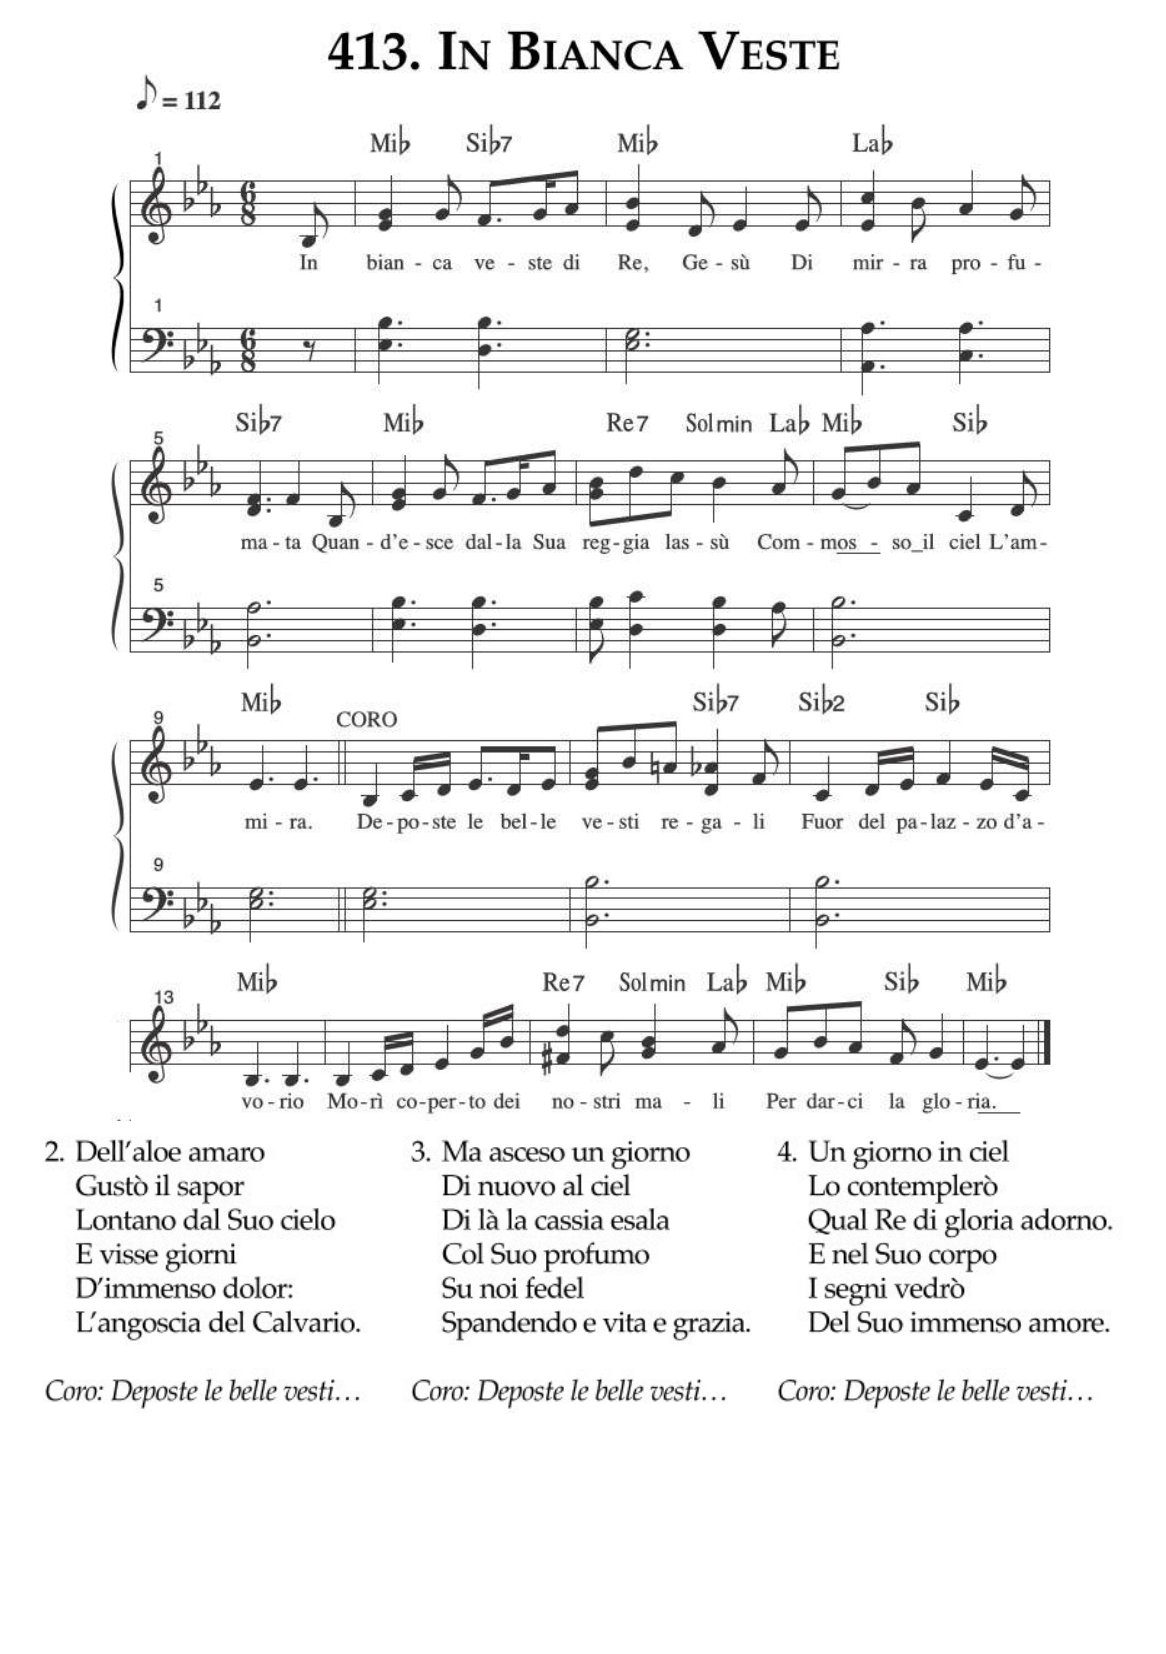 413. IN BIANCA VESTE
♪ = 112
Mi♭ Si♭7 Mi♭ La♭
1
6 8
In bian - ca ve - ste di Re, Ge - sù Di mir - ra pro - fu -
1
6 8
Si♭7 Mi♭ Re7 Solmin La♭ Mi♭ Si♭
5
ma - ta Quan - d'e - sce dal - la Sua reg - gia las - sù Com - mos - so_il ciel L'am -
5
Mi♭ Si♭7 Si♭2 Si♭
9 CORO
mi - ra. De - po - ste le bel - le ve - sti re - ga - li Fuor del pa - laz - zo d'a -
9
Mi♭ Re7 Solmin La♭ Mi♭ Si♭ Mi♭
13
vo - rio Mo - rì co - per - to dei no - stri ma - li Per dar - ci la glo - ria.
2. Dell'aloe amaro
Gustò il sapor
Lontano dal Suo cielo
E visse giorni
D'immenso dolor:
L'angoscia del Calvario.
Coro: Deposte le belle vesti…
3. Ma asceso un giorno
Di nuovo al ciel
Di là la cassia esala
Col Suo profumo
Su noi fedel
Spandendo e vita e grazia.
Coro: Deposte le belle vesti…
4. Un giorno in ciel
Lo contemplerò
Qual Re di gloria adorno.
E nel Suo corpo
I segni vedrò
Del Suo immenso amore.
Coro: Deposte le belle vesti…